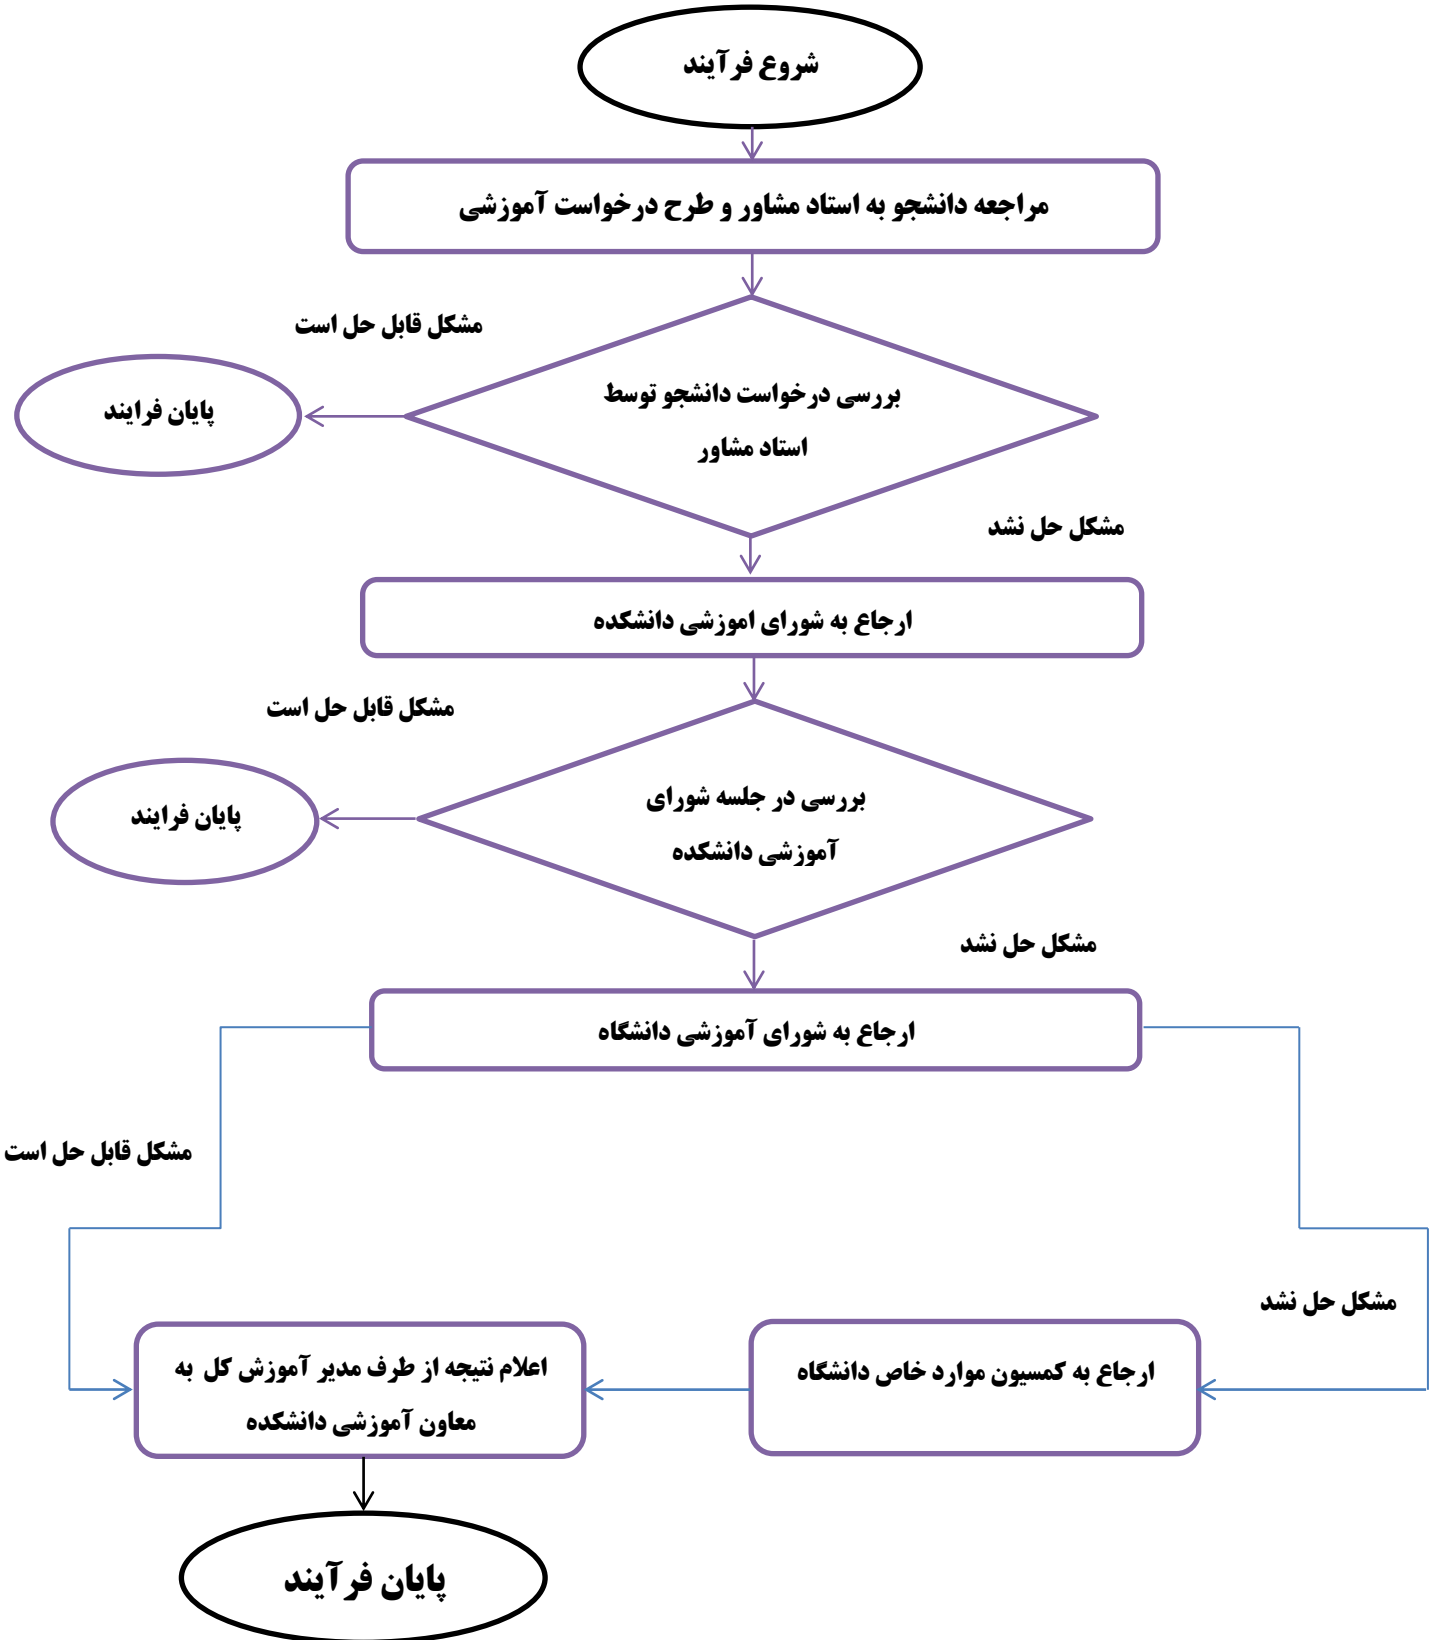 شروع فرآیند
مراجعه دانشجو به استاد مشاور و طرح درخواست آموزشی
مشکل قابل حل است
بررسی درخواست دانشجو توسط
استاد مشاور
پایان فرایند
مشکل حل نشد
ارجاع به شورای اموزشی دانشکده
مشکل قابل حل است
بررسی در جلسه شورای
آموزشی دانشکده
پایان فرایند
مشکل حل نشد
ارجاع به شورای آموزشی دانشگاه
مشکل قابل حل است
مشکل حل نشد
ارجاع به کمسیون موارد خاص دانشگاه
اعلام نتیجه از طرف مدیر آموزش کل به
معاون آموزشی دانشکده
پایان فرآیند